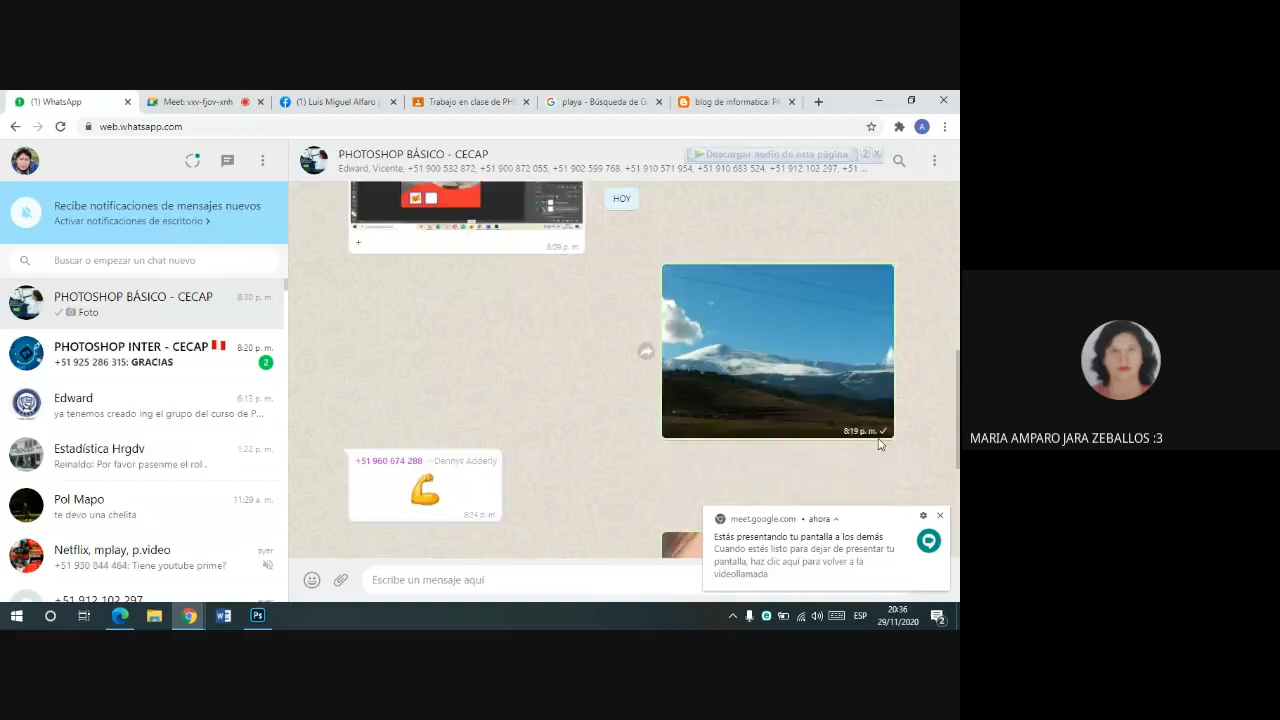 (1) WhatsApp
Meet: vxv-fjov-xnh
(1) Luis Miguel Alfaro
Trabajo en clase de PH
playa - Búsqueda de G
blog de informatica: P
web.whatsapp.com
A
PHOTOSHOP BÁSICO - CECAP
Edward, Vicente, +51 900 532 872, +51 900 872 055, +51 902 599 768, +51 910 571 954, +51 910 683 524, +51 912 102 297, +51 ...
Descargar audio de esta página
?
X
Recibe notificaciones de mensajes nuevos
Activar notificaciones de escritorio >
Buscar o empezar un chat nuevo
PHOTOSHOP BÁSICO - CECAP
8:30 p. m.
Foto
PHOTOSHOP INTER - CECAP
8:20 p. m.
+51 925 286 315: GRACIAS
2
Edward
6:13 p. m.
ya tenemos creado ing el grupo del curso de P...
Estadística Hrgdv
1:22 p. m.
Reinaldo: Por favor pasenme el rol .
Pol Mapo
11:29 a. m.
te devo una chelita
Netflix, mplay, p.video
ayer
+51 930 844 464: Tiene youtube prime?
+51 912 102 297
ayer
HOY
+
8:09 p. m.
8:19 p. m.
+51 960 674 288 ~Dennys Adderly
8:24 p. m.
Escribe un mensaje aquí
meet.google.com • ahora
Estás presentando tu pantalla a los demás
Cuando estés listo para dejar de presentar tu
pantalla, haz clic aquí para volver a la
videollamada
W
Ps
ESP
20:36
29/11/2020
2
MARIA AMPARO JARA ZEBALLOS :3